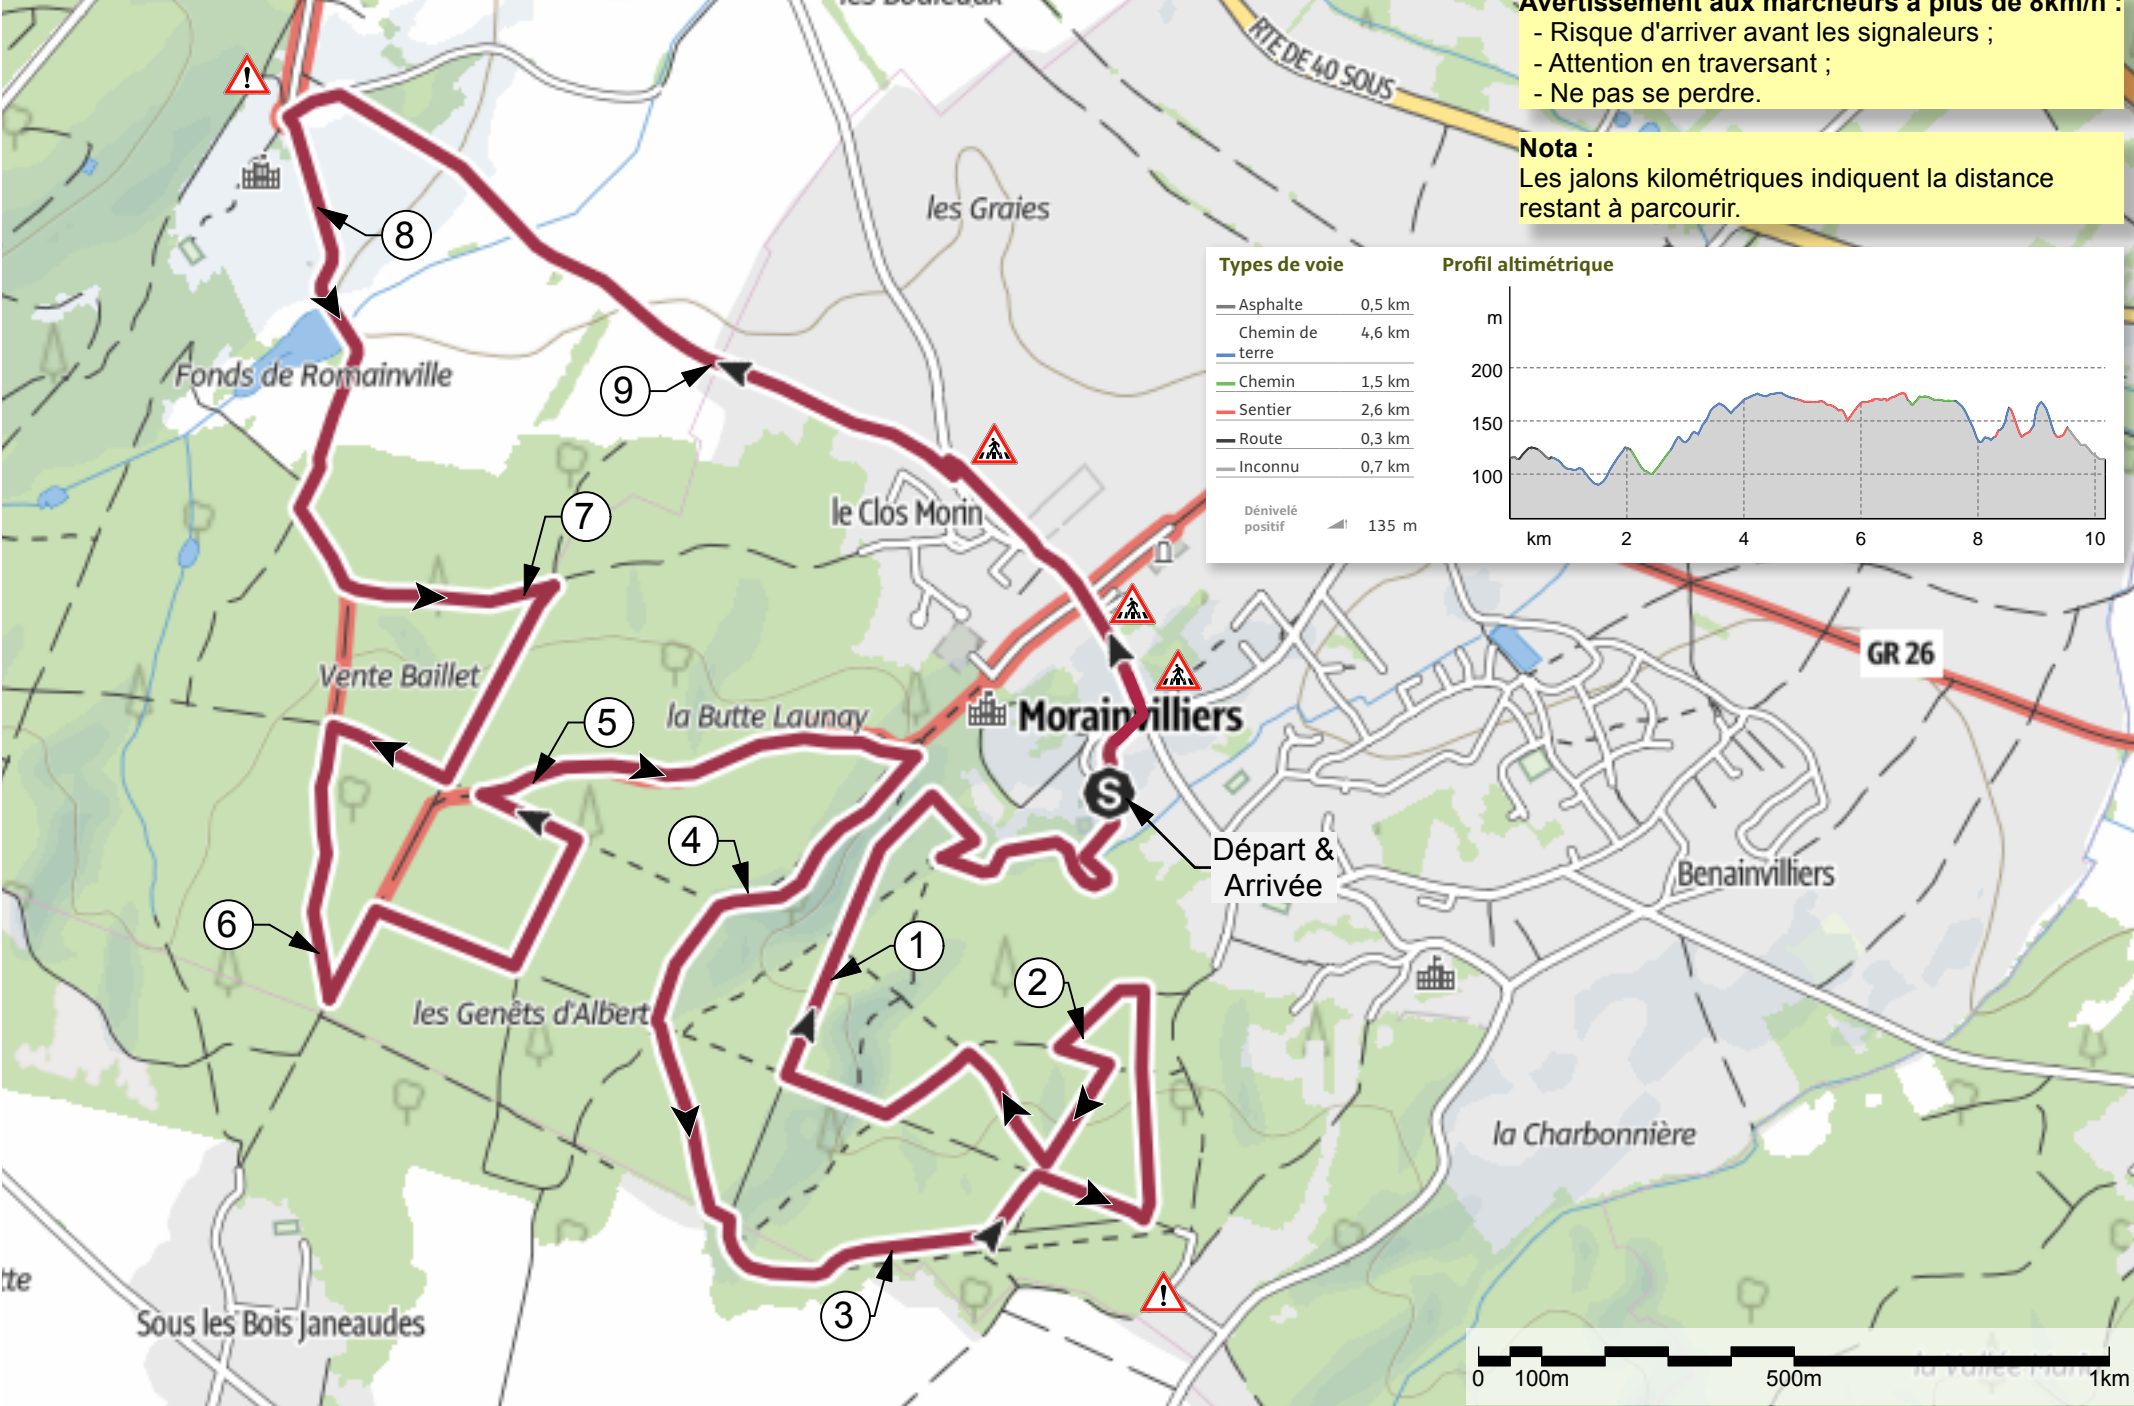 les Bouleaux
Avertissement aux marcheurs à plus de 8km/h :
- Risque d'arriver avant les signaleurs ;
- Attention en traversant ;
- Ne pas se perdre.
RTE DE 40 SOUS
Nota :
Les jalons kilométriques indiquent la distance
restant à parcourir.
les Graies
8
Types de voie
Asphalte 0,5 km
Chemin de terre 4,6 km
Chemin 1,5 km
Sentier 2,6 km
Route 0,3 km
Inconnu 0,7 km
Dénivelé
positif 135 m
Profil altimétrique
m
200
150
100
km 2 4 6 8 10
Fonds de Romainville
9
le Clos Morin
7
GR 26
Vente Baillet
5
la Butte Launay
Morainvilliers
S
4
Départ &
Arrivée
Benainvilliers
6
1
2
les Genêts d'Albert
la Charbonnière
3
tte
Sous les Bois Janeaudes
0 100m 500m 1km